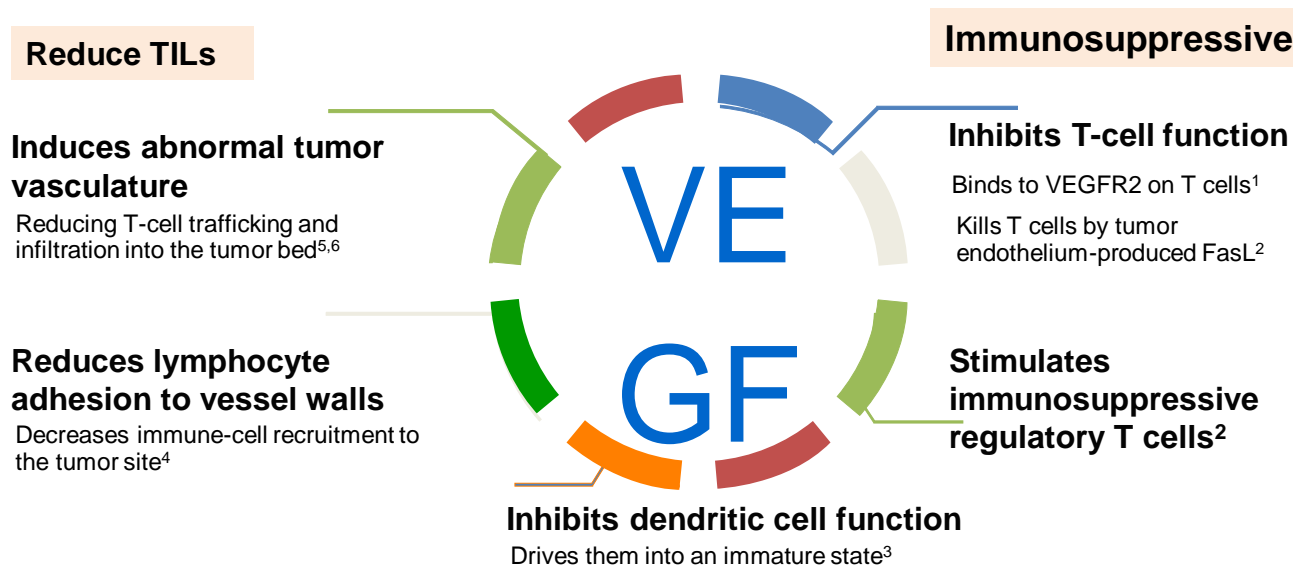 Reduce TILs
Immunosuppressive
Induces abnormal tumor
vasculature
Reducing T-cell trafficking and
infiltration into the tumor bed5,6
Reduces lymphocyte
adhesion to vessel walls
Decreases immune-cell recruitment to
the tumor site4
VE
GF
Inhibits T-cell function
Binds to VEGFR2 on T cells1
Kills T cells by tumor
endothelium-produced FasL2
Stimulates
immunosuppressive
regulatory T cells2
Inhibits dendritic cell function
Drives them into an immature state3